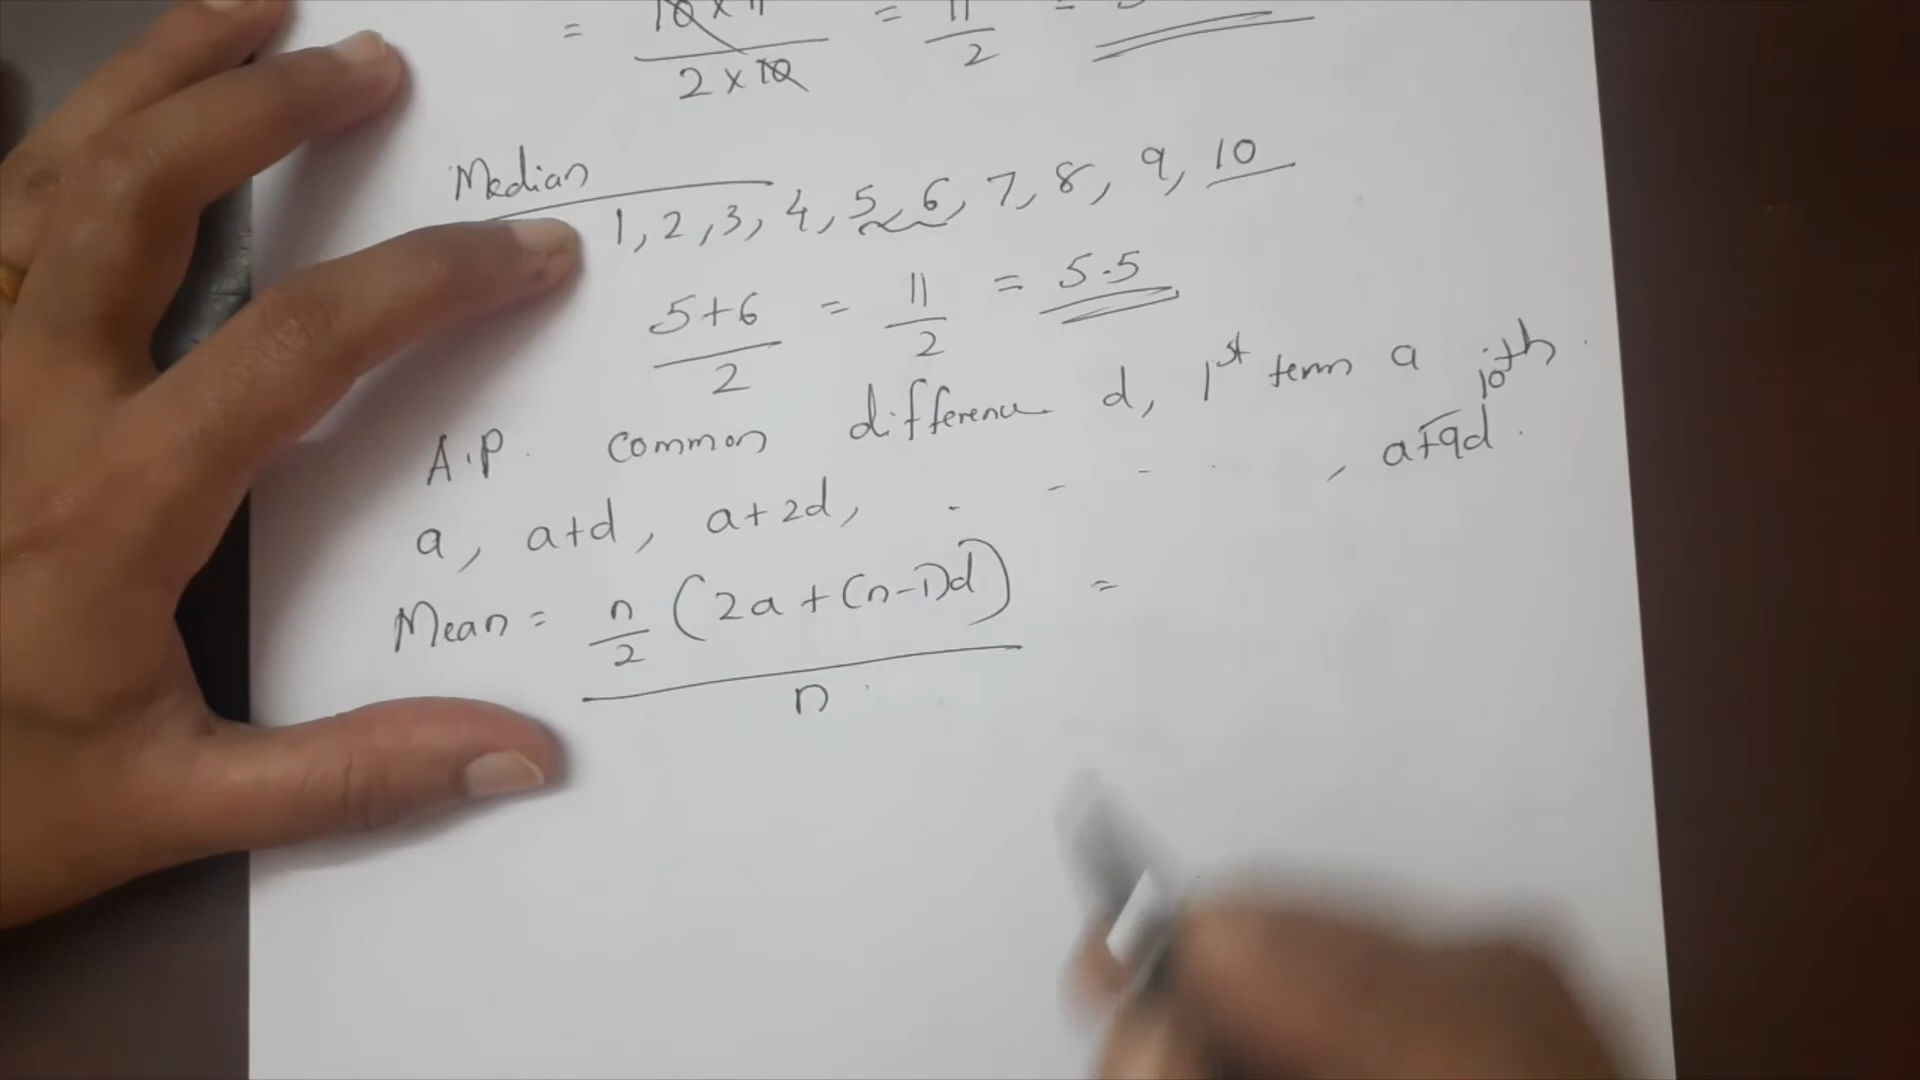 = 10 × 11 / 2 × 10 = 11 / 2 =
Median
1, 2, 3, 4, 5, 6, 7, 8, 9, 10
5+6 / 2 = 11 / 2 = 5.5
A.P. Common difference d, 1st term a 10th
a, a+d, a+2d, . - - . , a+9d.
Mean = n/2 (2a + (n-1)d) / n =